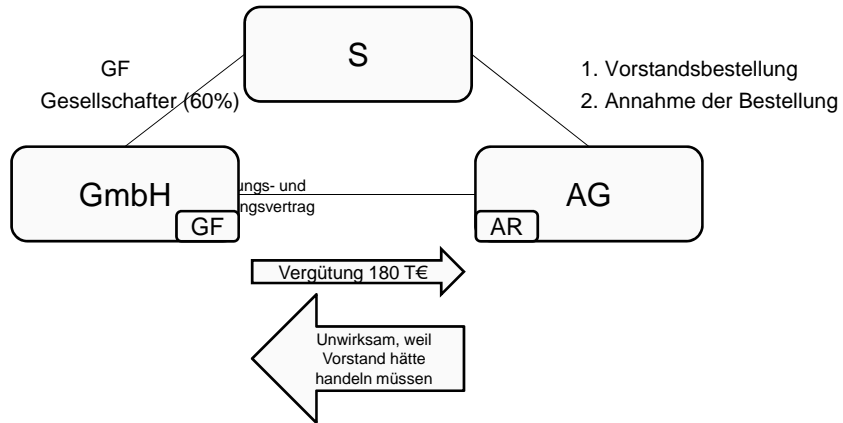 S
GF
Gesellschafter (60%)
1. Vorstandsbestellung
2. Annahme der Bestellung
GmbH
GF
und
AG
AR
Vergütung 180 T€
Unwirksam, weil
Vorstand hätte
handeln müssen